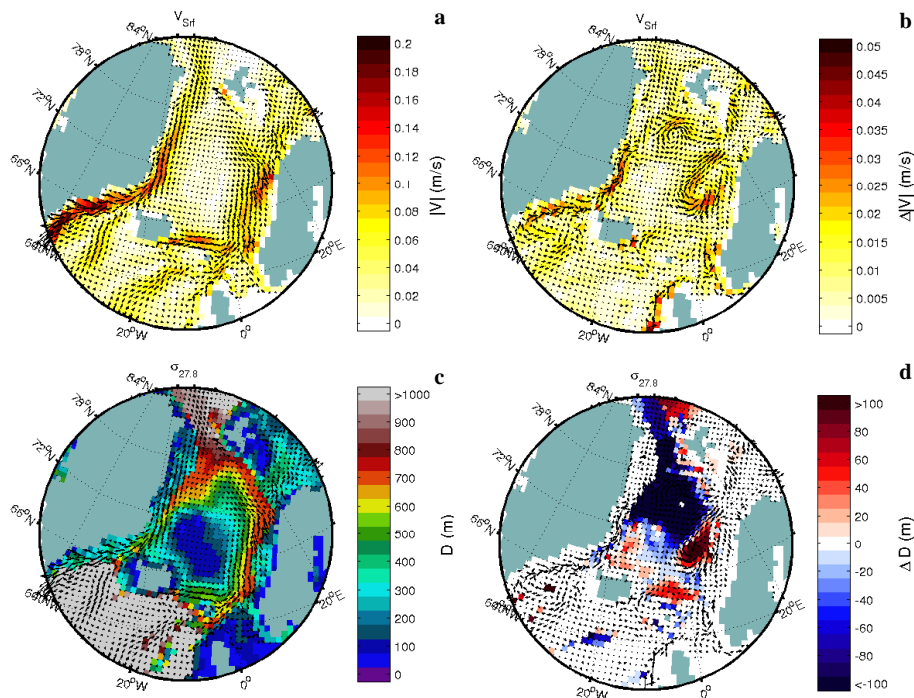 V_Srf
a
84°N
78°N
72°N
66°N
60°N
40°W
20°W
0°
20°E
0.2
0.18
0.16
0.14
0.12
0.1
0.08
0.06
0.04
0.02
0
|V| (m/s)
V_Srf
b
84°N
78°N
72°N
66°N
60°N
40°W
20°W
0°
20°E
0.05
0.045
0.04
0.035
0.03
0.025
0.02
0.015
0.01
0.005
0
Δ|V| (m/s)
σ_27.8
c
84°N
78°N
72°N
66°N
60°N
40°W
20°W
0°
20°E
>1000
900
800
700
600
500
400
300
200
100
0
D (m)
σ_27.8
d
84°N
78°N
72°N
66°N
60°N
40°W
20°W
0°
20°E
>100
80
60
40
20
0
-20
-40
-60
-80
<-100
Δ D (m)